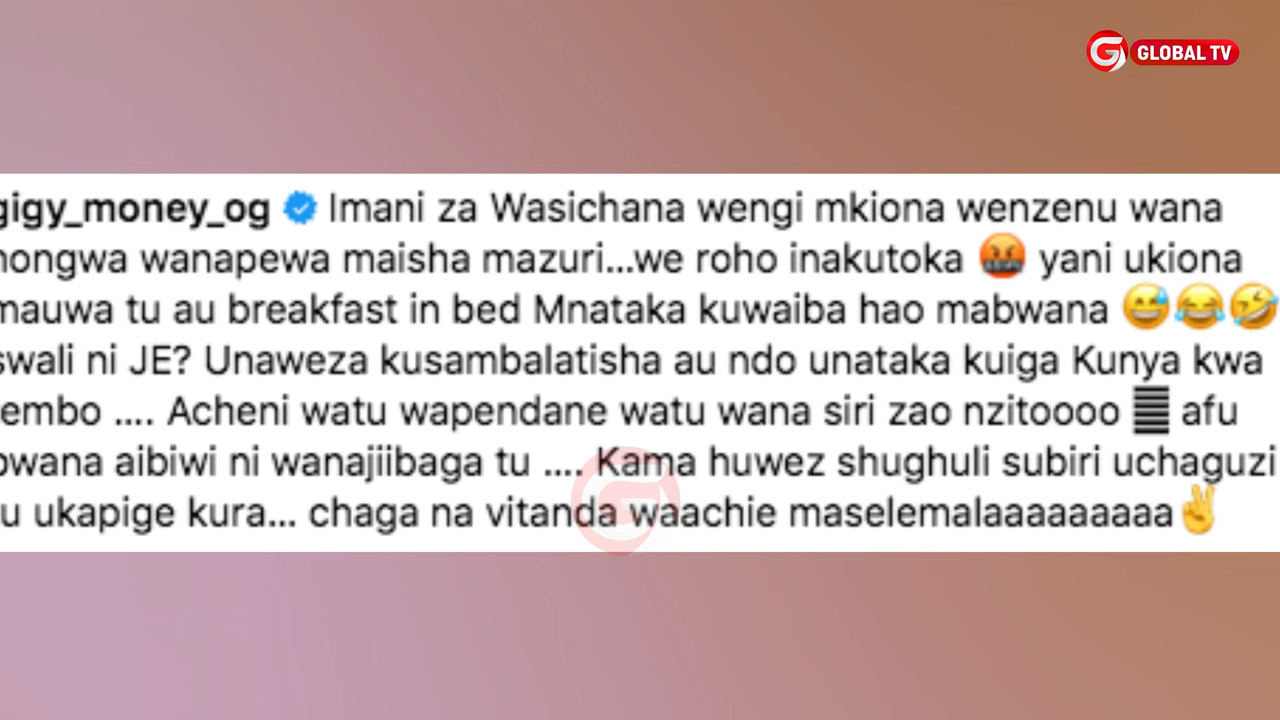 GLOBAL TV
gigy_money_og Imani za Wasichana wengi mkiona wenzenu wana
hongwa wanapewa maisha mazuri...we roho inakutoka 🤬 yani ukiona
mauwa tu au breakfast in bed Mnataka kuwaiba hao mabwana 😅😂🤣
swali ni JE? Unaweza kusambalatisha au ndo unataka kuiga Kunya kwa
tembo .... Acheni watu wapendane watu wana siri zao nzitoooo afu
bwana aibiwi ni wanajiibaga tu .... Kama huwez shughuli subiri uchaguzi
tu ukapige kura... chaga na vitanda waachie maselemalaaaaaaaaa✌️